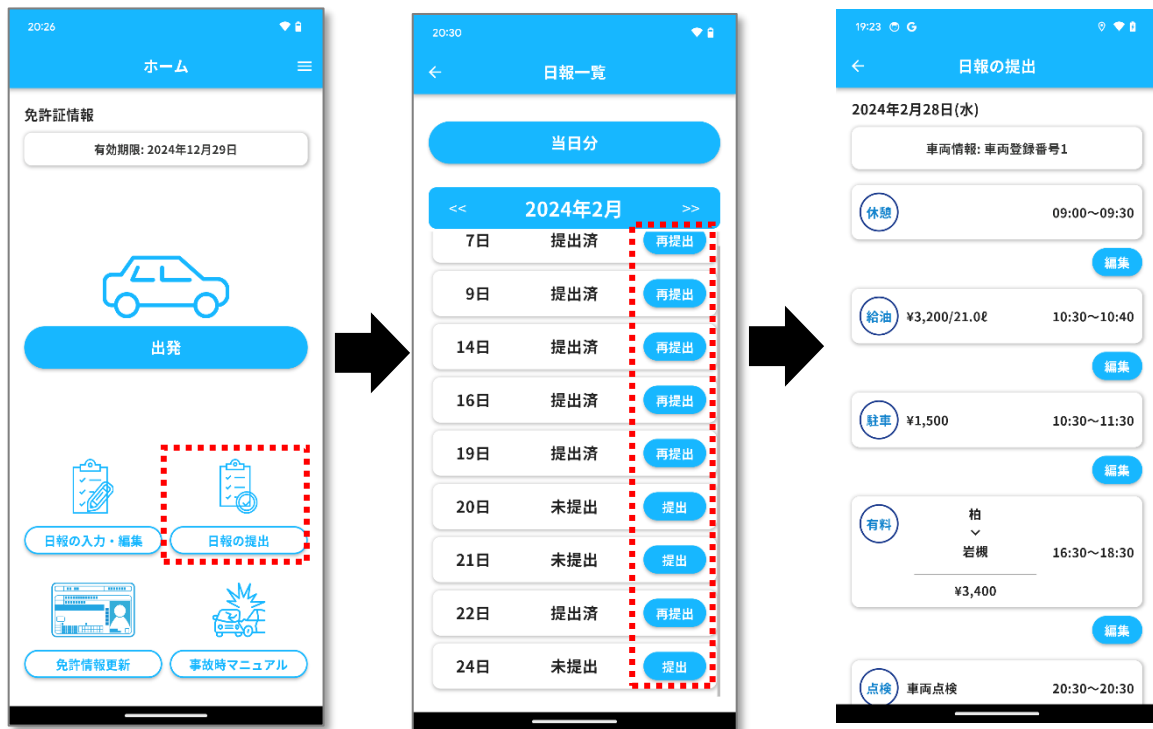 20:26
ホーム
免許証情報
有効期限: 2024年12月29日
出発
日報の入力・編集
日報の提出
免許情報更新
事故時マニュアル
20:30
日報一覧
当日分
<< 2024年2月 >>
7日 提出済 再提出
9日 提出済 再提出
14日 提出済 再提出
16日 提出済 再提出
19日 提出済 再提出
20日 未提出 提出
21日 未提出 提出
22日 提出済 再提出
24日 未提出 提出
19:23 G
日報の提出
2024年2月28日(水)
車両情報: 車両登録番号1
休憩 09:00～09:30
編集
給油 ¥3,200/21.0ℓ 10:30～10:40
編集
駐車 ¥1,500 10:30～11:30
編集
有料
柏
岩槻
16:30～18:30
¥3,400
編集
点検 車両点検 20:30～20:30